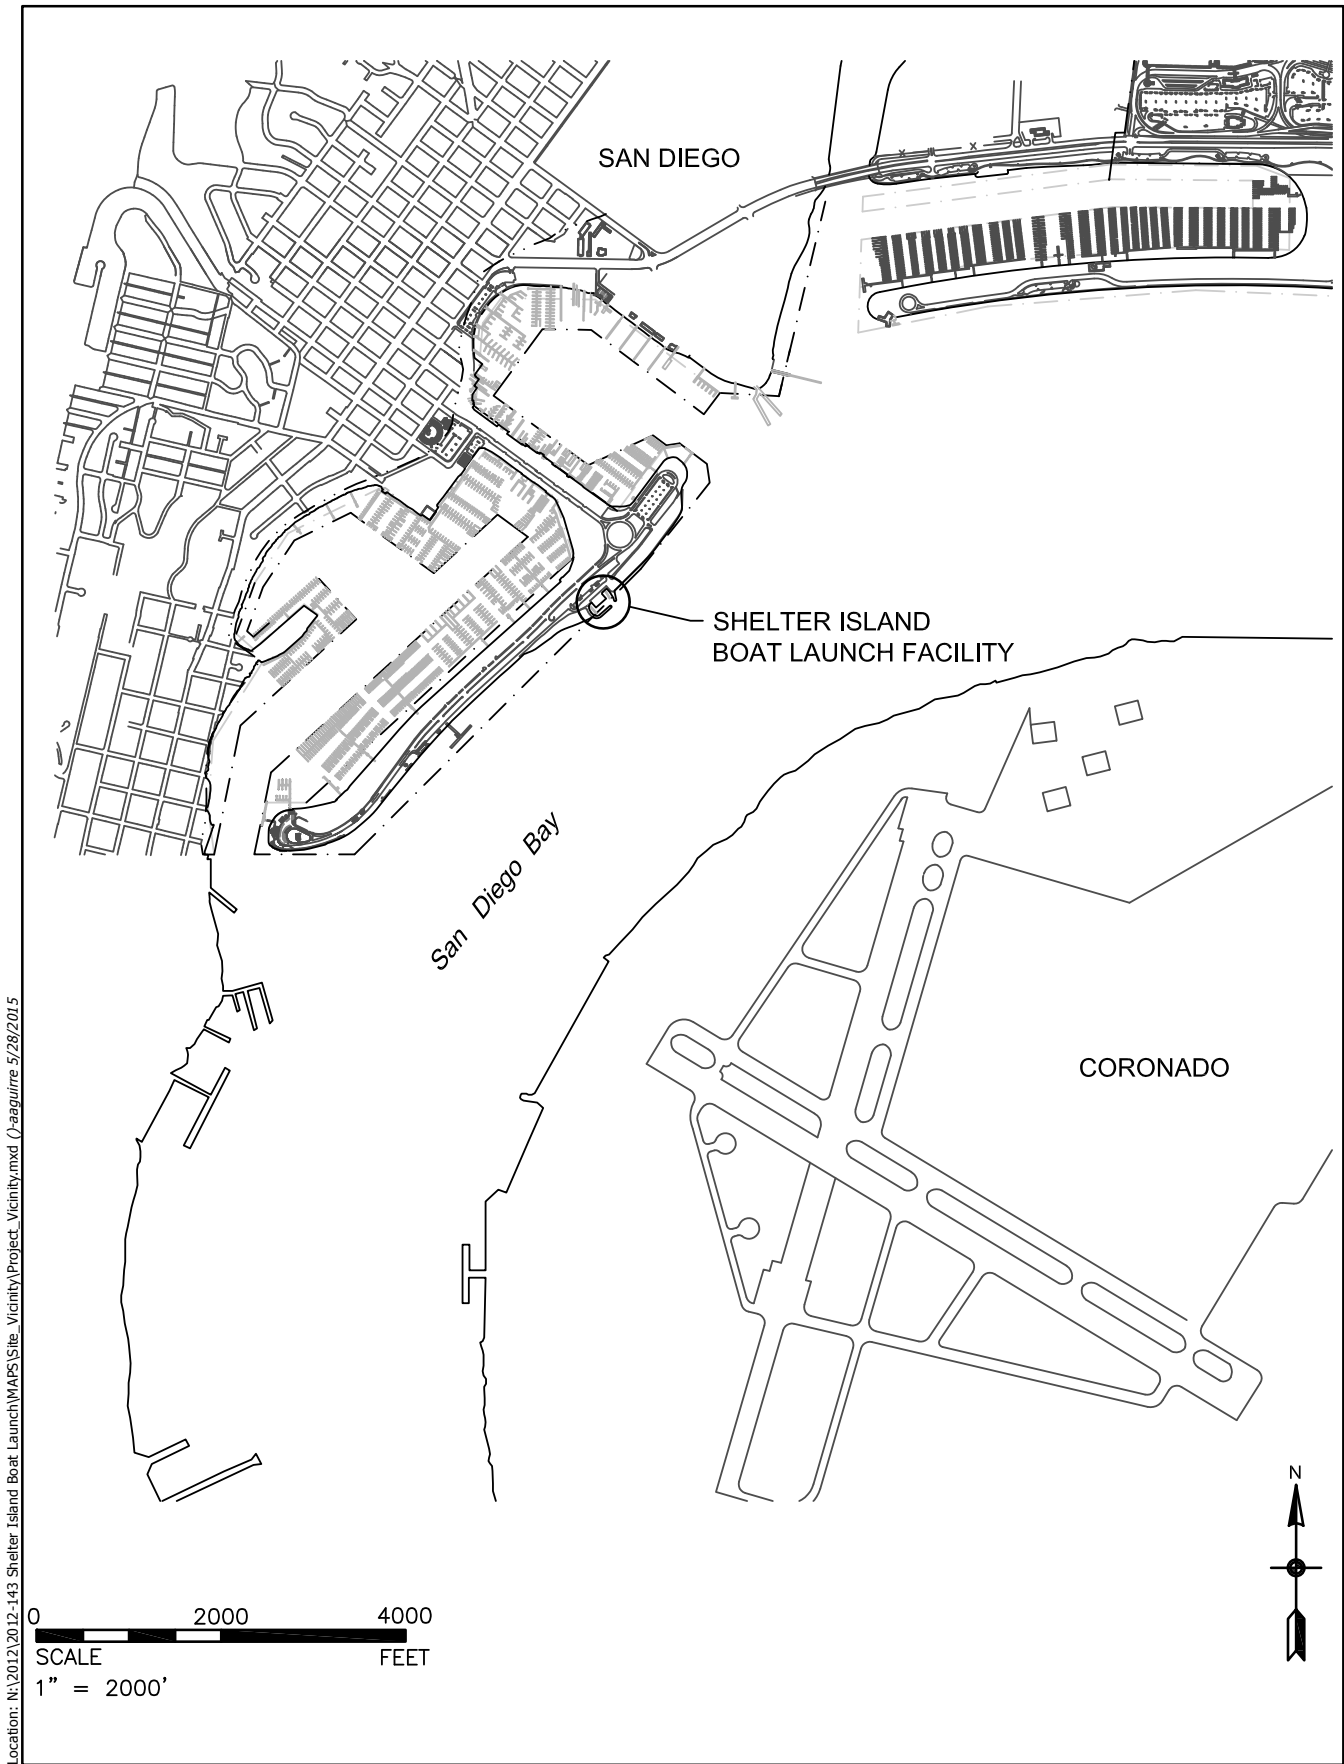 SAN DIEGO
SHELTER ISLAND
BOAT LAUNCH FACILITY
San Diego Bay
CORONADO
N
0 2000 4000
SCALE FEET
1" = 2000'
Location: N:\2012\2012-143 Shelter Island Boat Launch\MAPS\Site_Vicinity\Project_Vicinity.mxd ()-aaguirre 5/28/2015